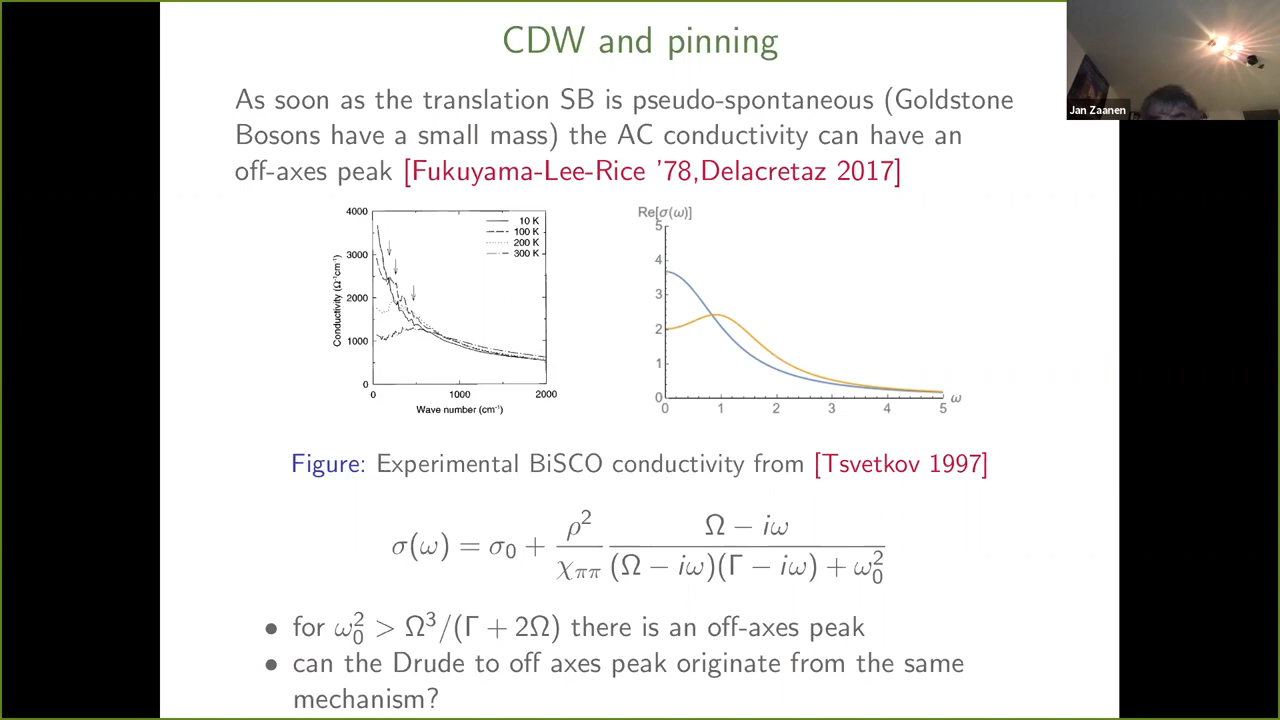 CDW and pinning
Jan Zaanen
As soon as the translation SB is pseudo-spontaneous (Goldstone
Bosons have a small mass) the AC conductivity can have an
off-axes peak [Fukuyama-Lee-Rice '78,Delacretaz 2017]
4000
3000
2000
1000
0
Conductivity (Ω⁻¹cm⁻¹)
10 K
100 K
200 K
300 K
0 1000 2000
Wave number (cm⁻¹)
Re[σ(ω)]
5
4
3
2
1
0
0 1 2 3 4 5 ω
Figure: Experimental BiSCO conductivity from [Tsvetkov 1997]
σ(ω) = σ₀ + ρ²/χππ (Ω − iω)/((Ω − iω)(Γ − iω) + ω₀²)
• for ω₀² > Ω³/(Γ + 2Ω) there is an off-axes peak
• can the Drude to off axes peak originate from the same
mechanism?